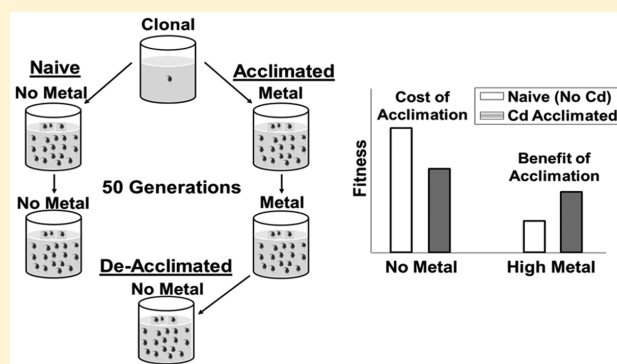 Clonal
Naive
No Metal
Acclimated
Metal
50 Generations
No Metal
Metal
De-Acclimated
No Metal
Cost of
Acclimation
Naive (No Cd)
Cd Acclimated
Benefit of
Acclimation
Fitness
No Metal
High Metal